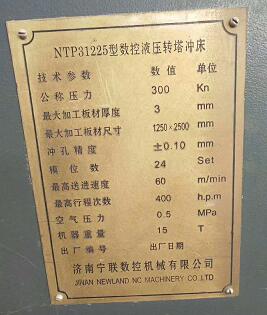 NTP31225型数控液压转塔冲床
技术参数 数值 单位
公称压力 300 Kn
最大加工板材厚度 3 mm
最大加工板材尺寸 1250×2500 mm
冲孔精度 ±0.10 mm
模位数 24 Set
最高送进速度 60 m/min
最高行程次数 400 h.p.m
空气压力 0.5 MPa
机器重量 15 T
出厂编号 出厂日期
济南宁联数控机械有限公司
JINAN NEWLAND NC MACHINERY CO.LTD